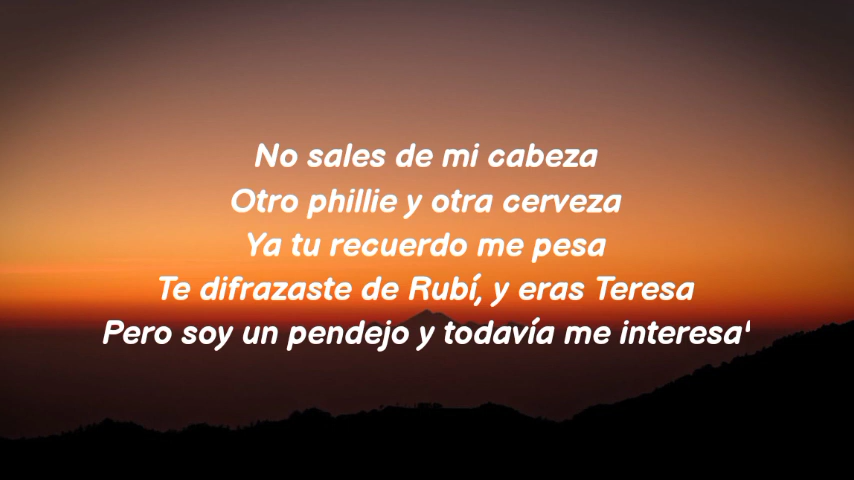 No sales de mi cabeza
Otro phillie y otra cerveza
Ya tu recuerdo me pesa
Te difrazaste de Rubí, y eras Teresa
Pero soy un pendejo y todavía me interesa'